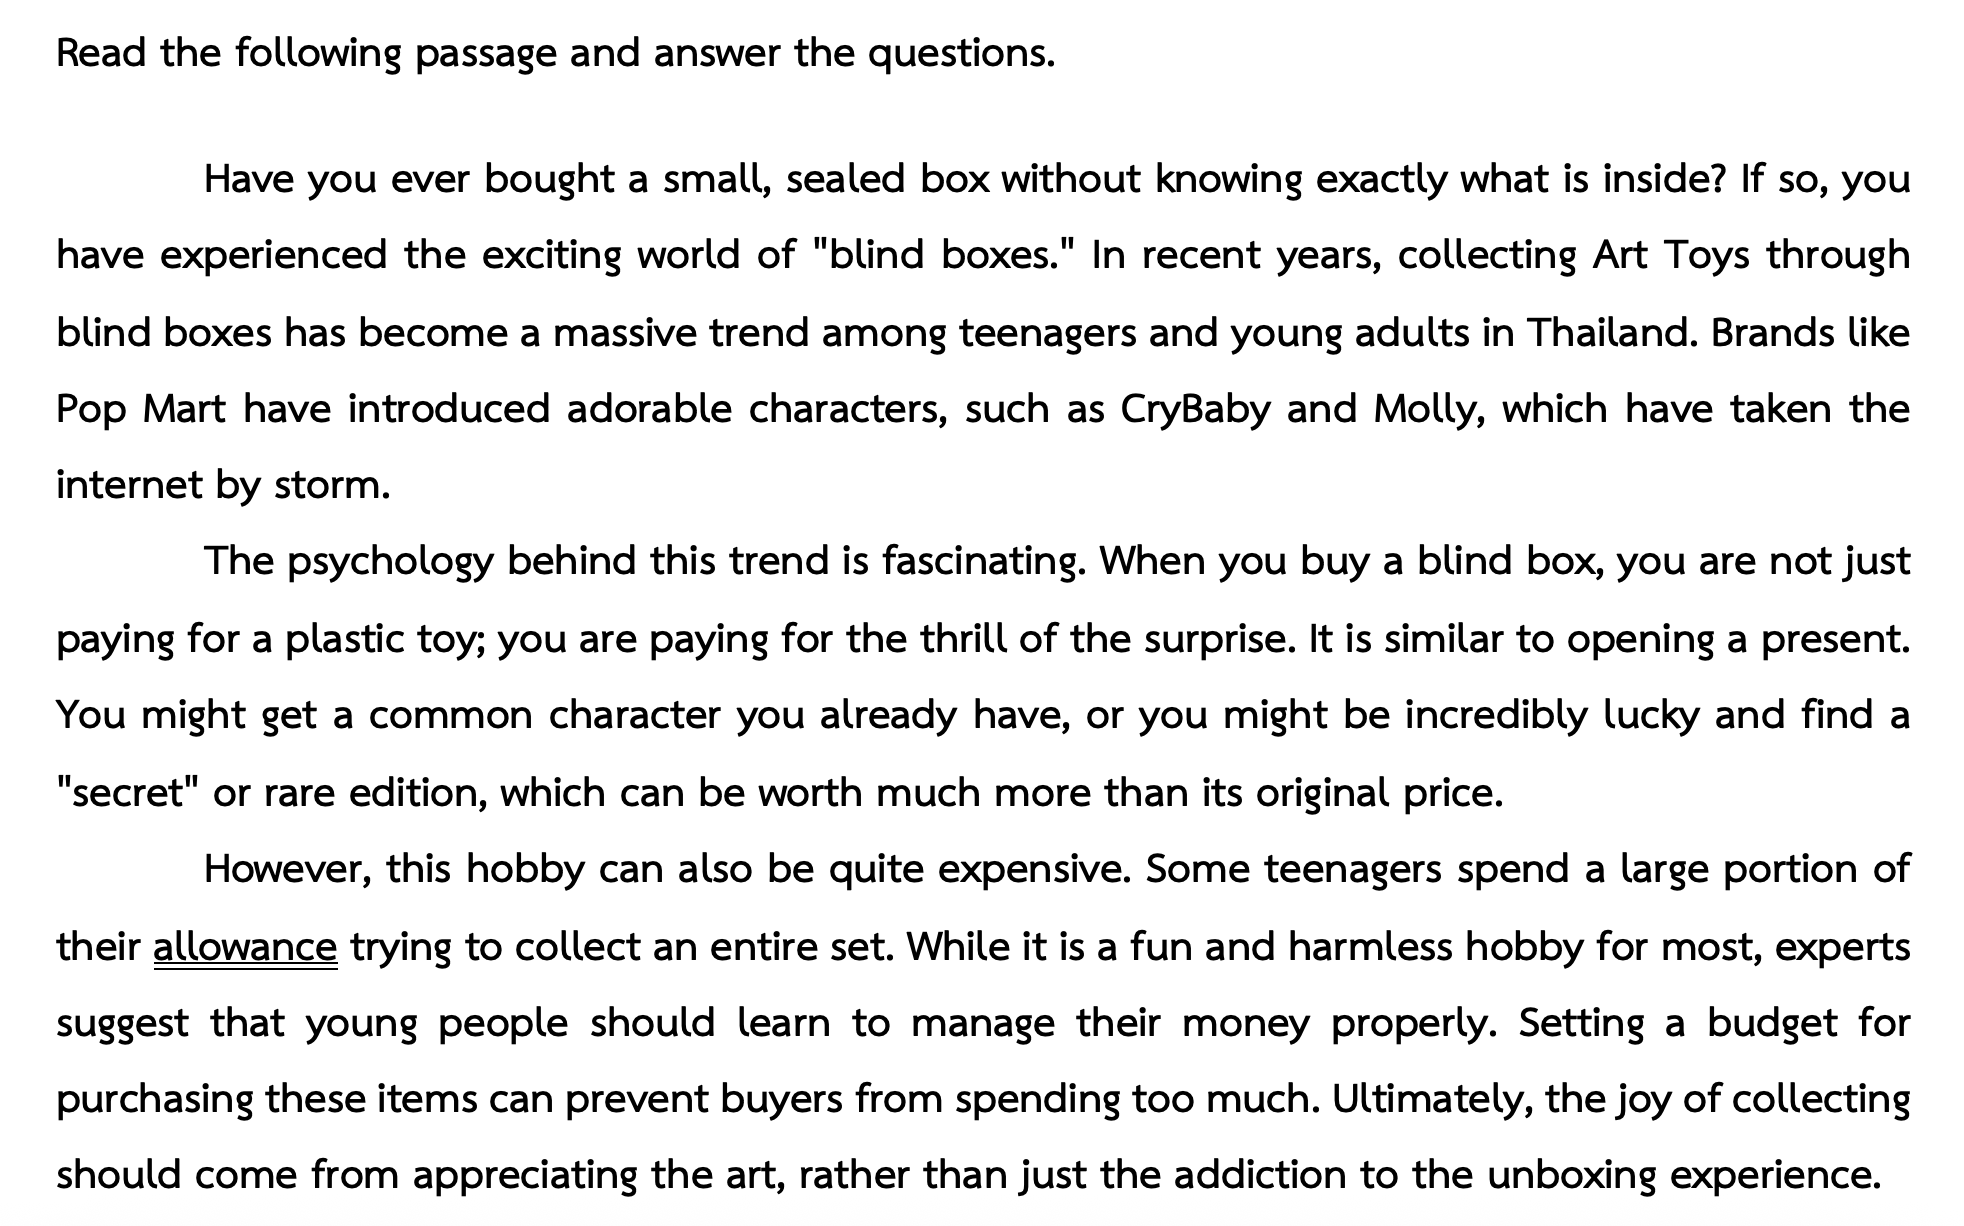 Read the following passage and answer the questions.
Have you ever bought a small, sealed box without knowing exactly what is inside? If so, you
have experienced the exciting world of "blind boxes." In recent years, collecting Art Toys through
blind boxes has become a massive trend among teenagers and young adults in Thailand. Brands like
Pop Mart have introduced adorable characters, such as CryBaby and Molly, which have taken the
internet by storm.
The psychology behind this trend is fascinating. When you buy a blind box, you are not just
paying for a plastic toy; you are paying for the thrill of the surprise. It is similar to opening a present.
You might get a common character you already have, or you might be incredibly lucky and find a
"secret" or rare edition, which can be worth much more than its original price.
However, this hobby can also be quite expensive. Some teenagers spend a large portion of
their allowance trying to collect an entire set. While it is a fun and harmless hobby for most, experts
suggest that young people should learn to manage their money properly. Setting a budget for
purchasing these items can prevent buyers from spending too much. Ultimately, the joy of collecting
should come from appreciating the art, rather than just the addiction to the unboxing experience.